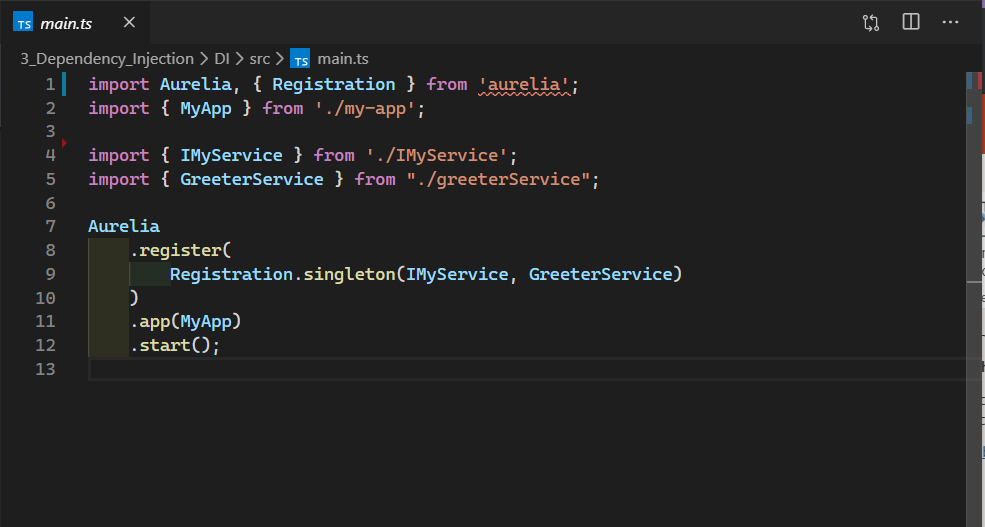 TS main.ts ×
3_Dependency_Injection > DI > src > TS main.ts
1 import Aurelia, { Registration } from 'aurelia';
2 import { MyApp } from './my-app';
3
4 import { IMyService } from './IMyService';
5 import { GreeterService } from "./greeterService";
6
7 Aurelia
8 .register(
9 Registration.singleton(IMyService, GreeterService)
10 )
11 .app(MyApp)
12 .start();
13